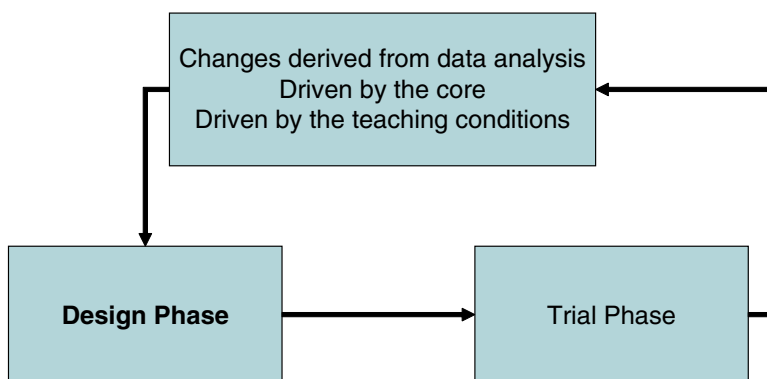 Changes derived from data analysis
Driven by the core
Driven by the teaching conditions
Design Phase
Trial Phase